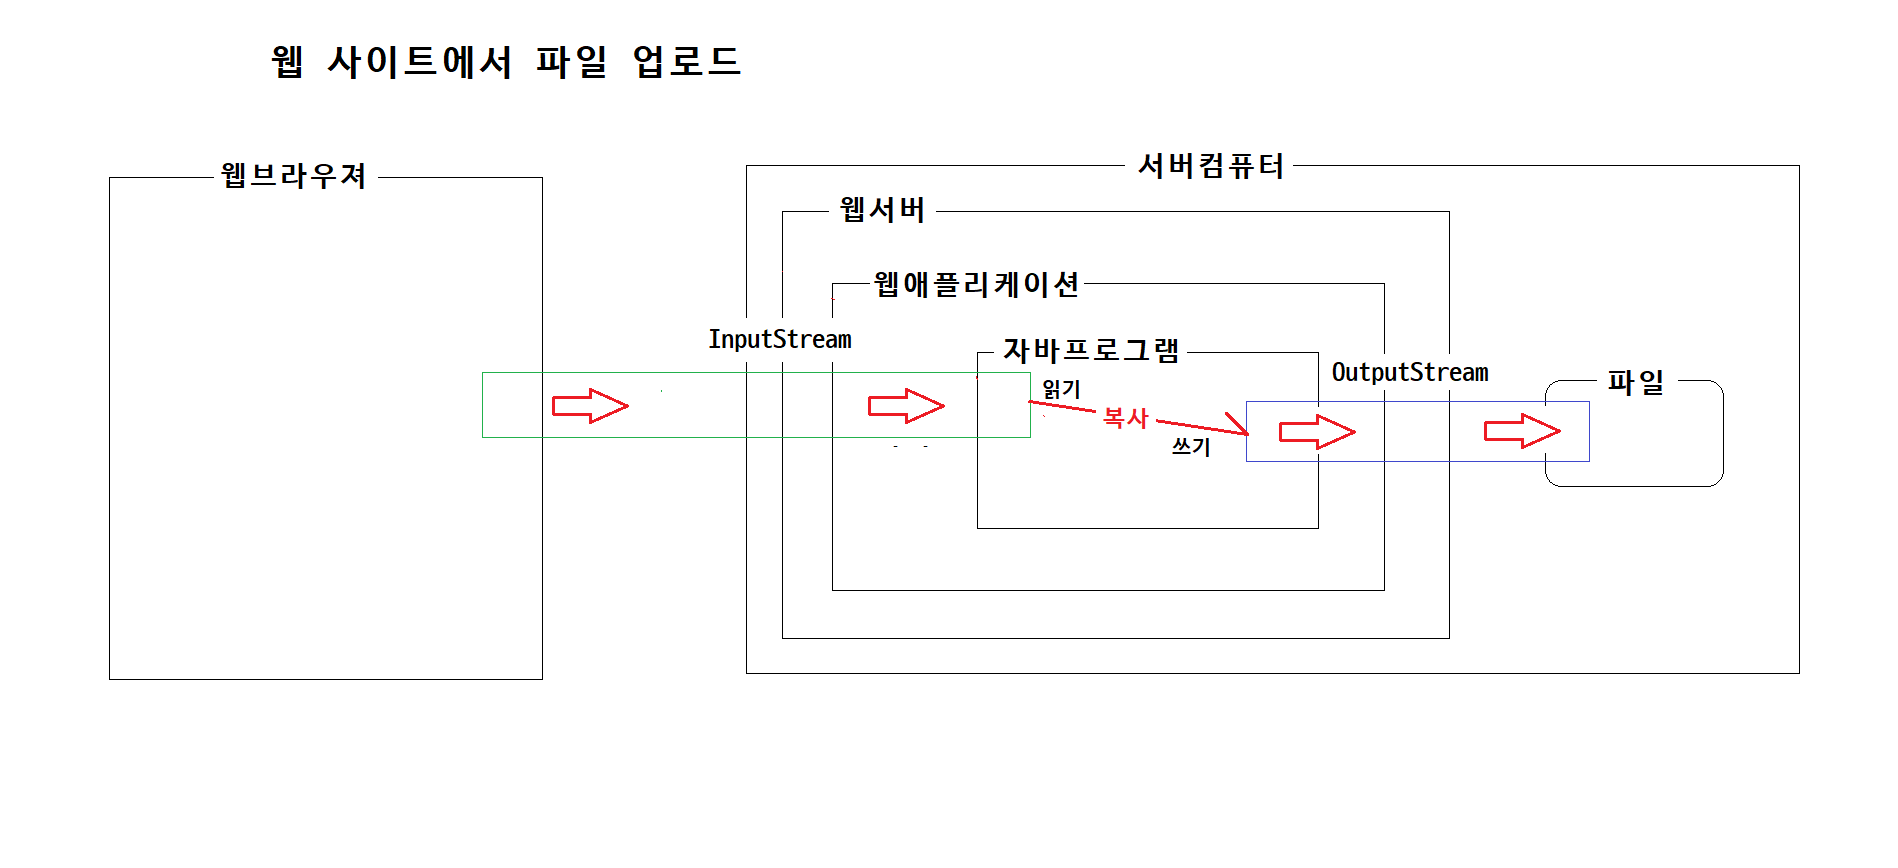 웹 사이트에서 파일 업로드
웹브라우져
서버컴퓨터
웹서버
웹애플리케이션
InputStream
자바프로그램
OutputStream
파일
읽기
복사
쓰기